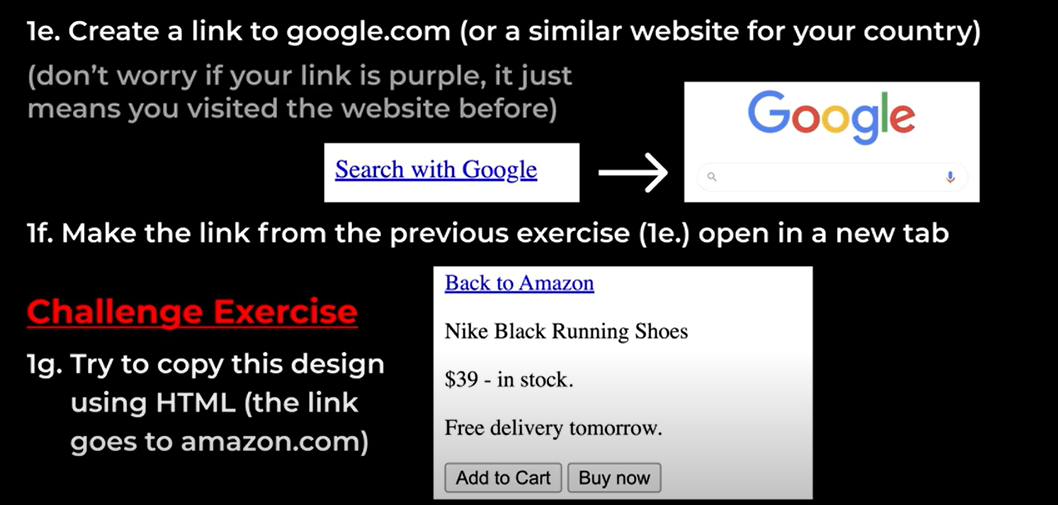 1e. Create a link to google.com (or a similar website for your country)
(don't worry if your link is purple, it just
means you visited the website before)
Search with Google
Google
1f. Make the link from the previous exercise (1e.) open in a new tab
Challenge Exercise
1g. Try to copy this design
using HTML (the link
goes to amazon.com)
Back to Amazon
Nike Black Running Shoes
$39 - in stock.
Free delivery tomorrow.
Add to Cart Buy now